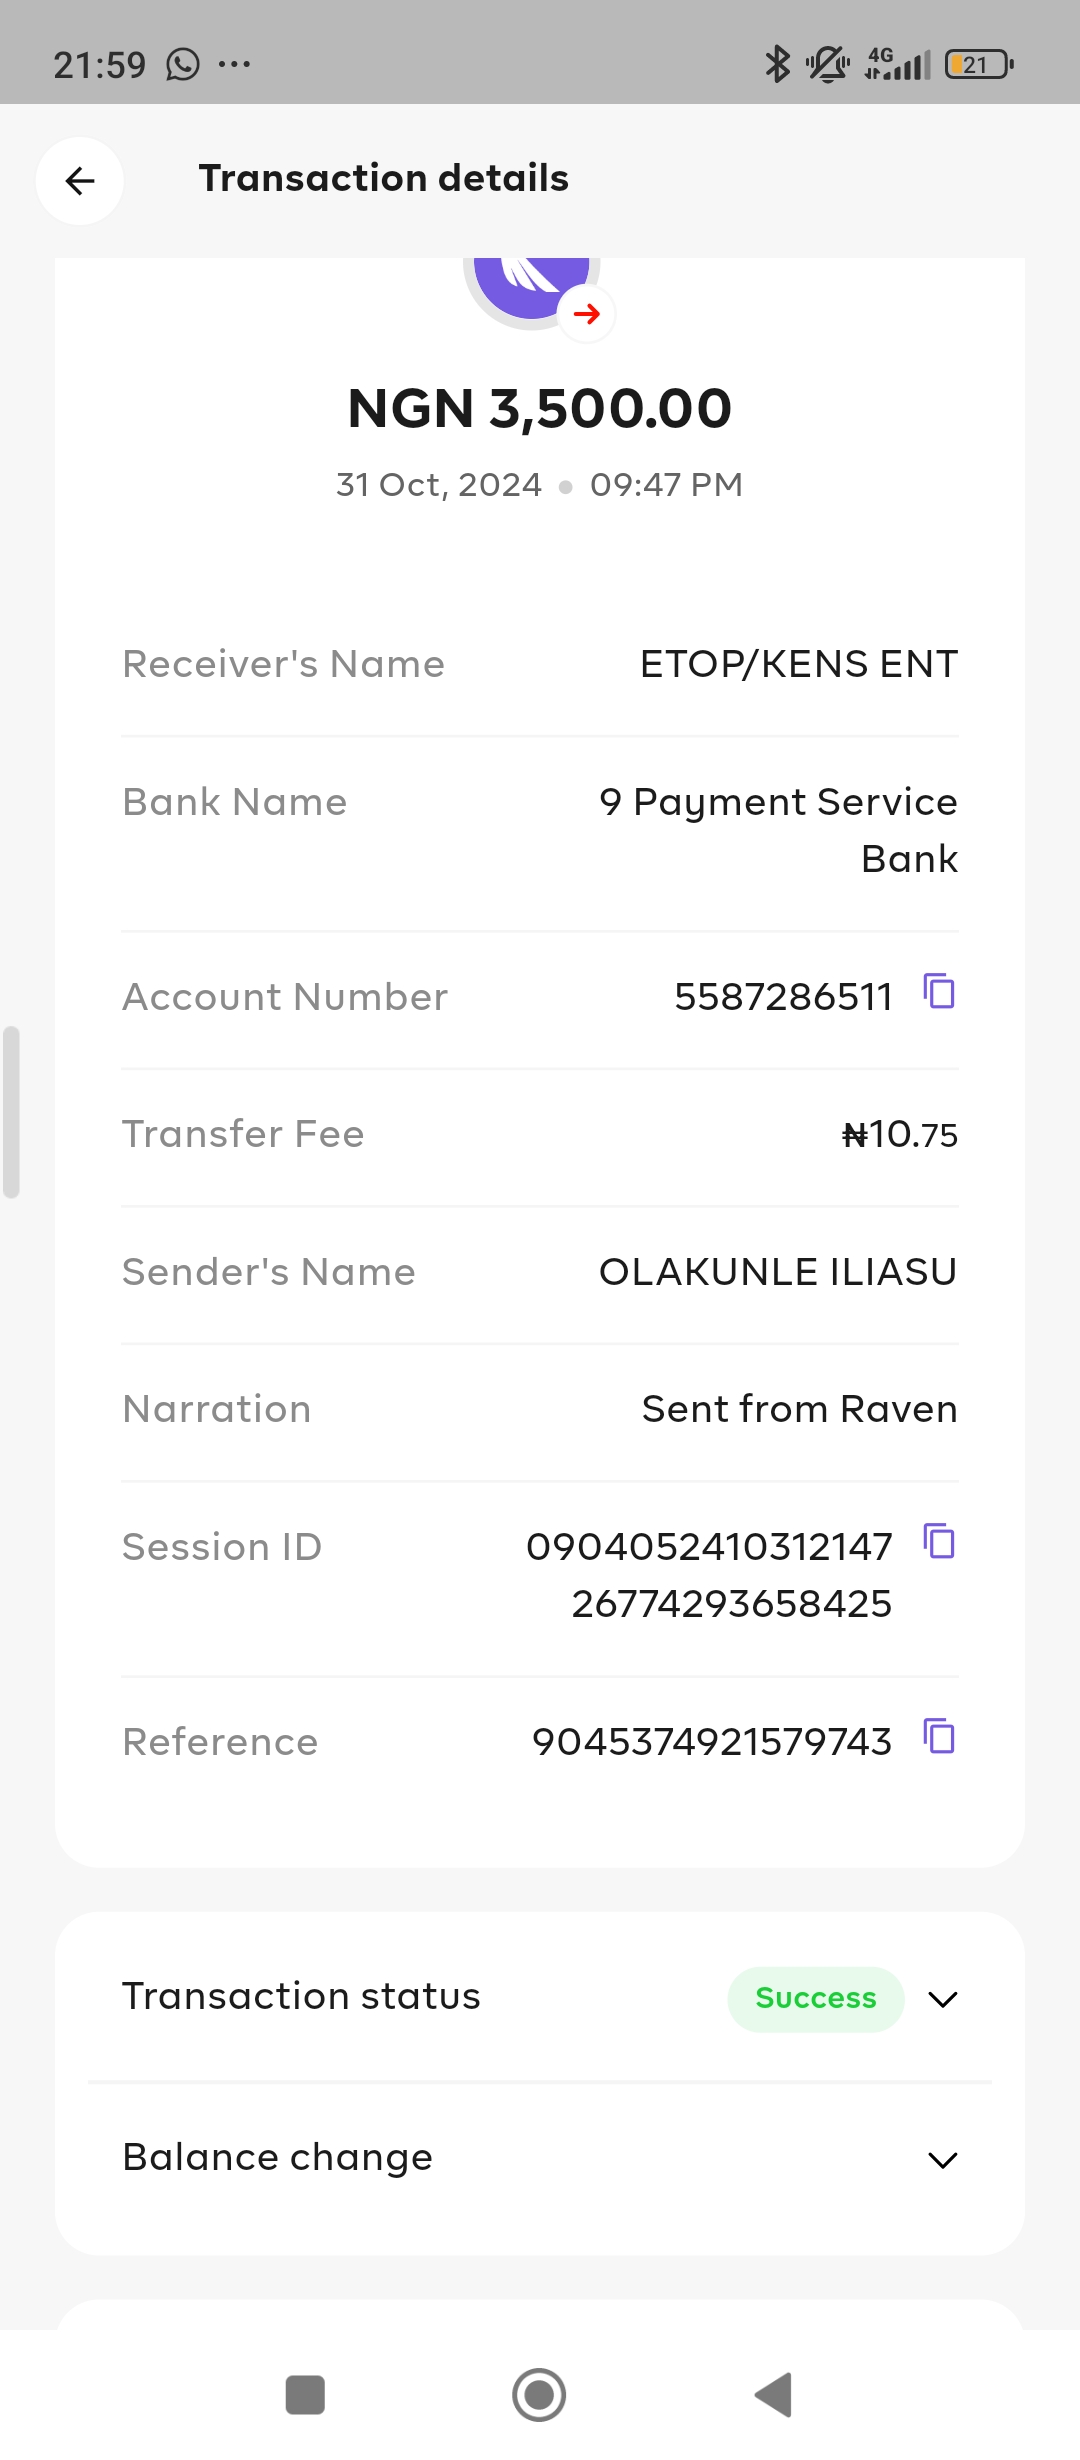 21:59
4G
21
Transaction details
NGN 3,500.00
31 Oct, 2024 • 09:47 PM
Receiver's Name ETOP/KENS ENT
Bank Name 9 Payment Service
Bank
Account Number 5587286511
Transfer Fee ₦10.75
Sender's Name OLAKUNLE ILIASU
Narration Sent from Raven
Session ID 0904052410312147
26774293658425
Reference 9045374921579743
Transaction status Success
Balance change